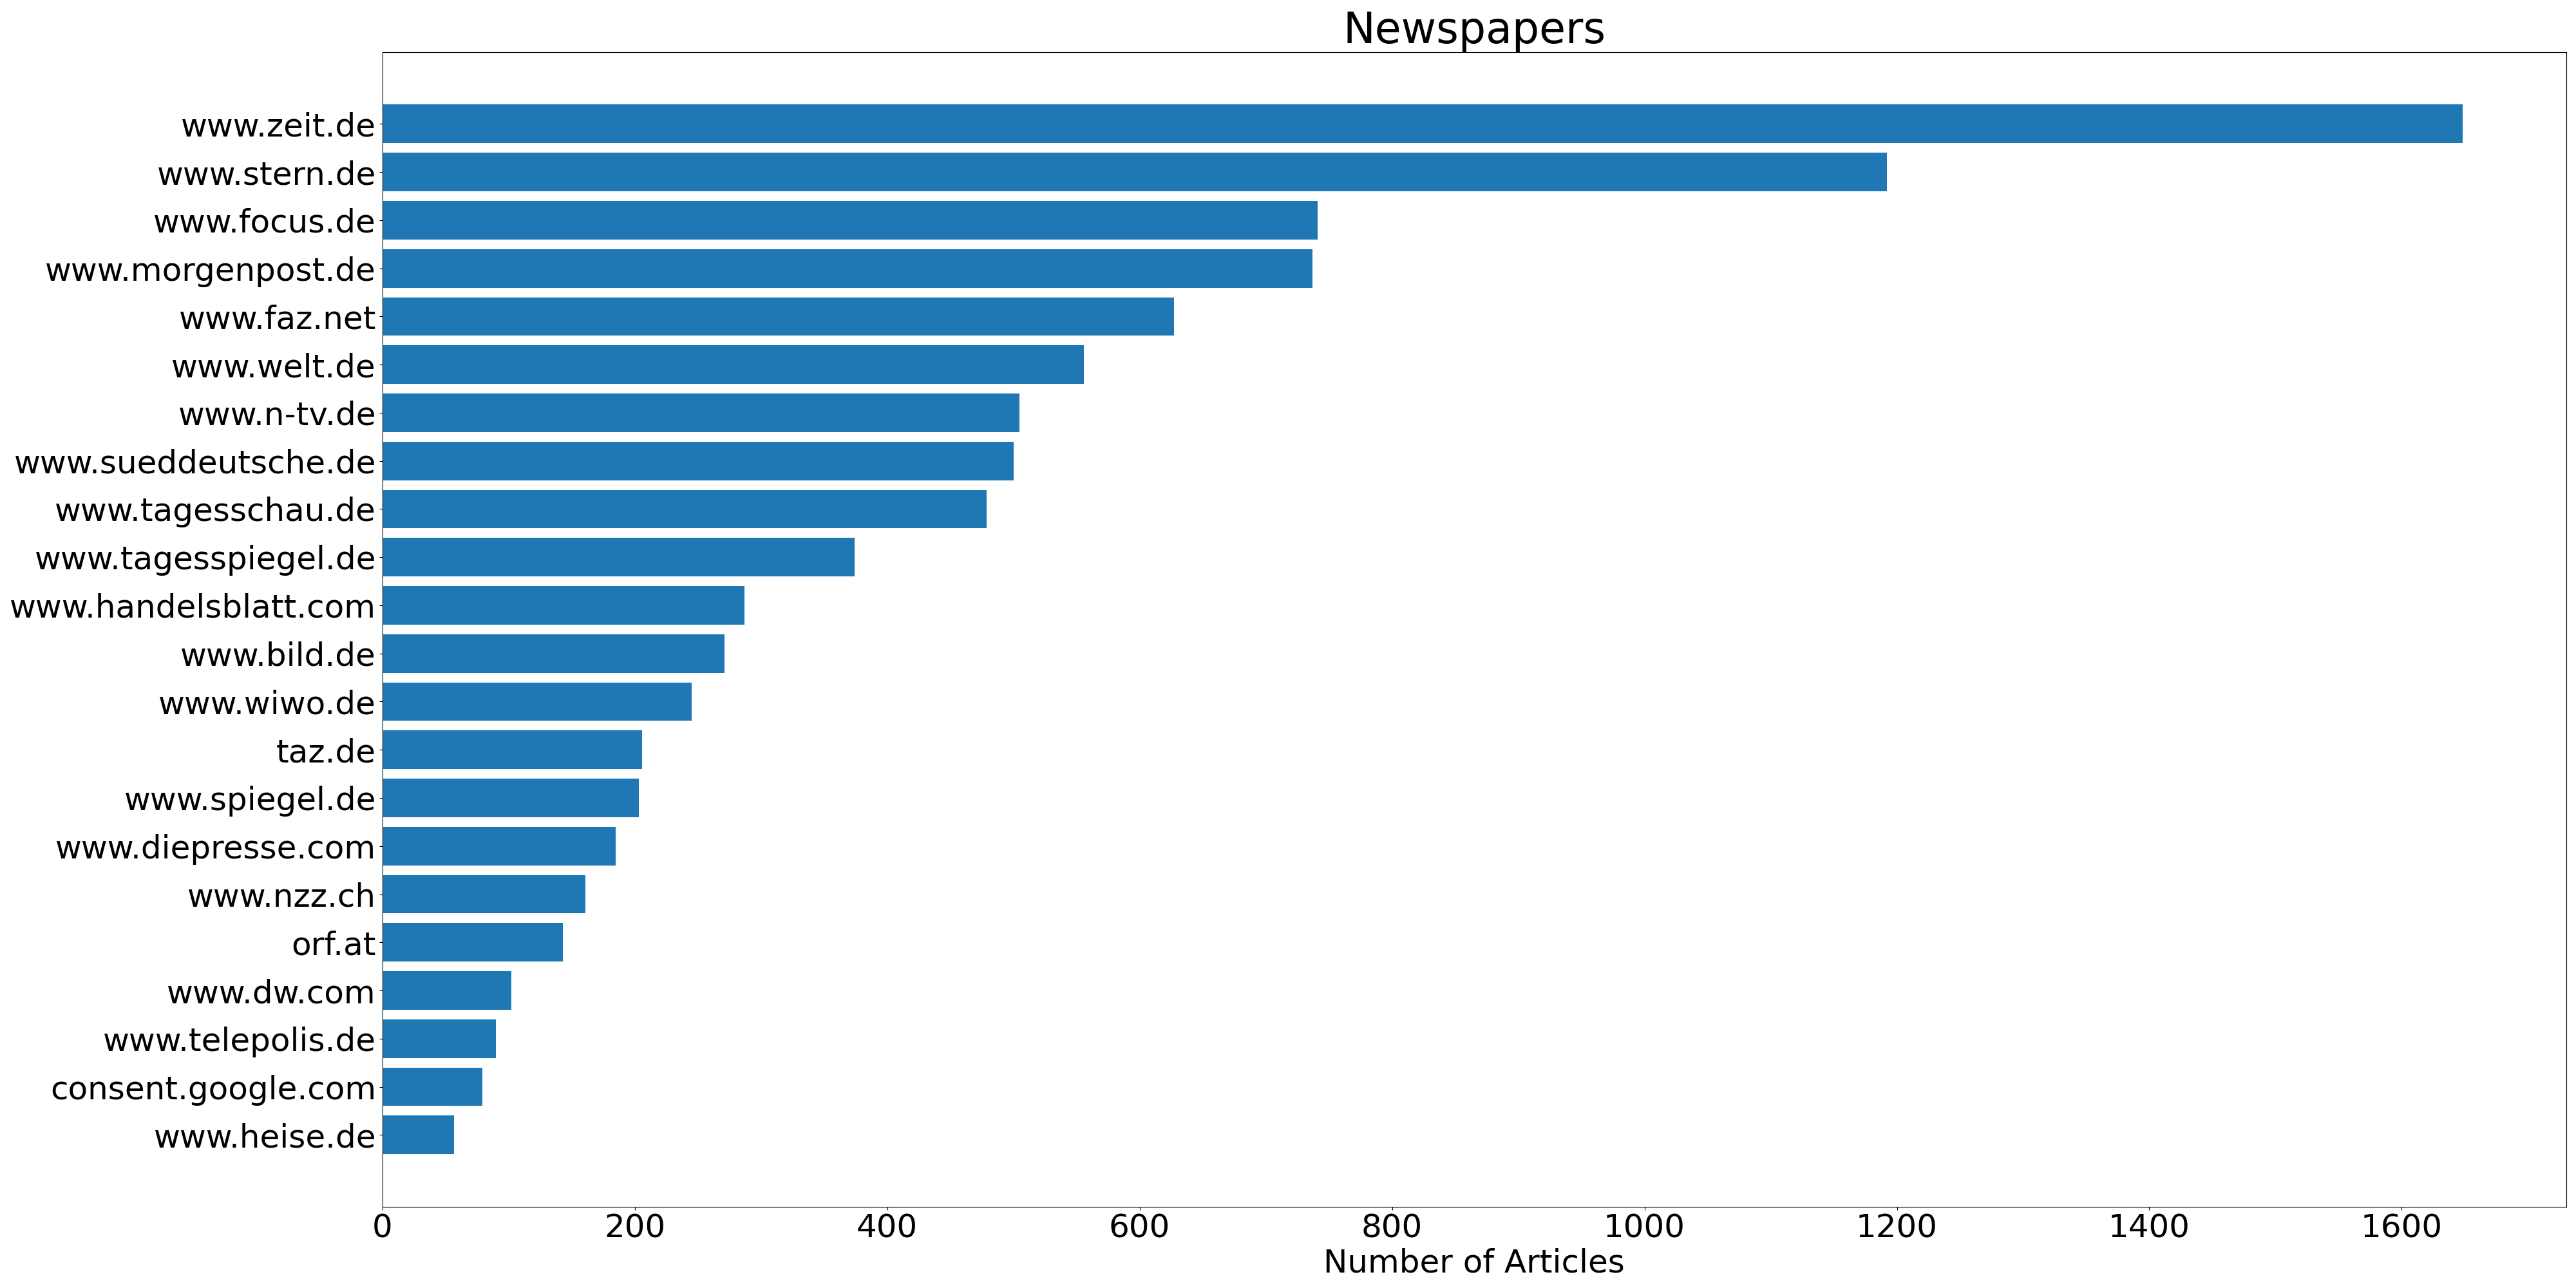 Newspapers
www.zeit.de
www.stern.de
www.focus.de
www.morgenpost.de
www.faz.net
www.welt.de
www.n-tv.de
www.sueddeutsche.de
www.tagesschau.de
www.tagesspiegel.de
www.handelsblatt.com
www.bild.de
www.wiwo.de
taz.de
www.spiegel.de
www.diepresse.com
www.nzz.ch
orf.at
www.dw.com
www.telepolis.de
consent.google.com
www.heise.de
0 200 400 600 800 1000 1200 1400 1600
Number of Articles